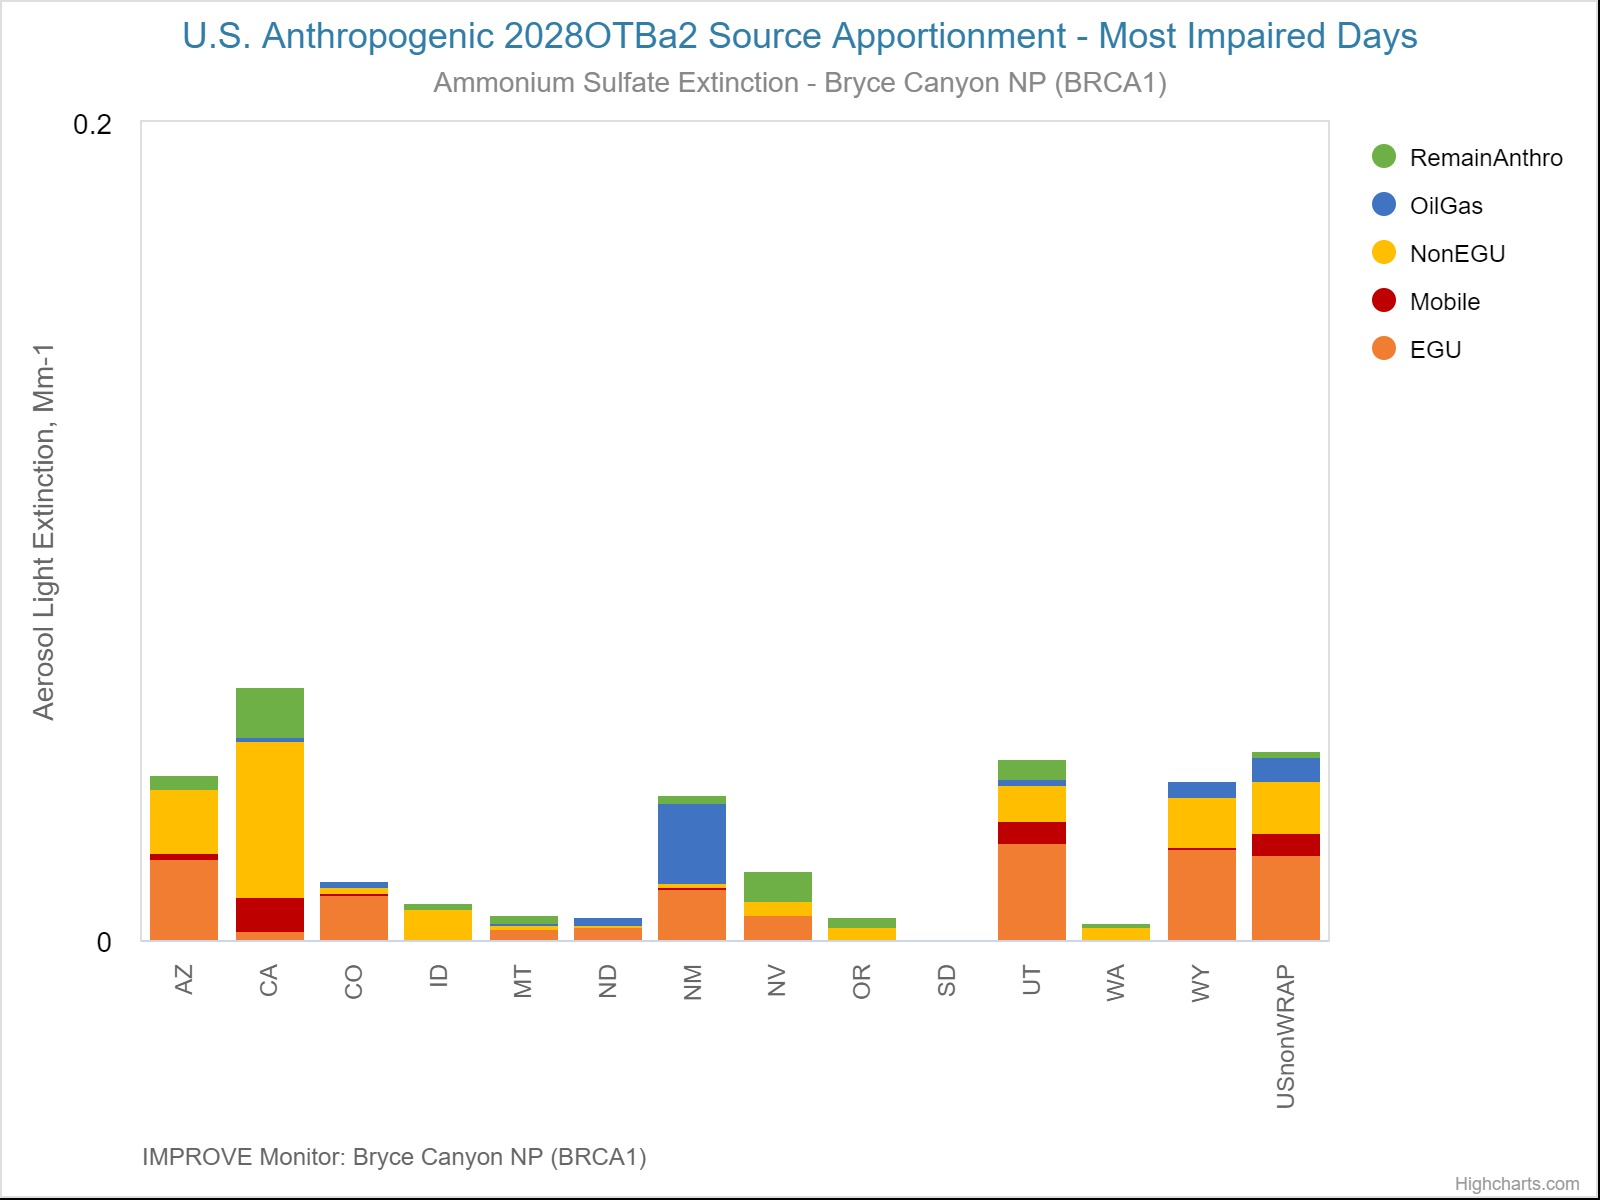 U.S. Anthropogenic 2028OTBa2 Source Apportionment - Most Impaired Days
Ammonium Sulfate Extinction - Bryce Canyon NP (BRCA1)
0.2
0
Aerosol Light Extinction, Mm-1
RemainAnthro
OilGas
NonEGU
Mobile
EGU
AZ
CA
CO
ID
MT
ND
NM
NV
OR
SD
UT
WA
WY
USnonWRAP
IMPROVE Monitor: Bryce Canyon NP (BRCA1)
Highcharts.com